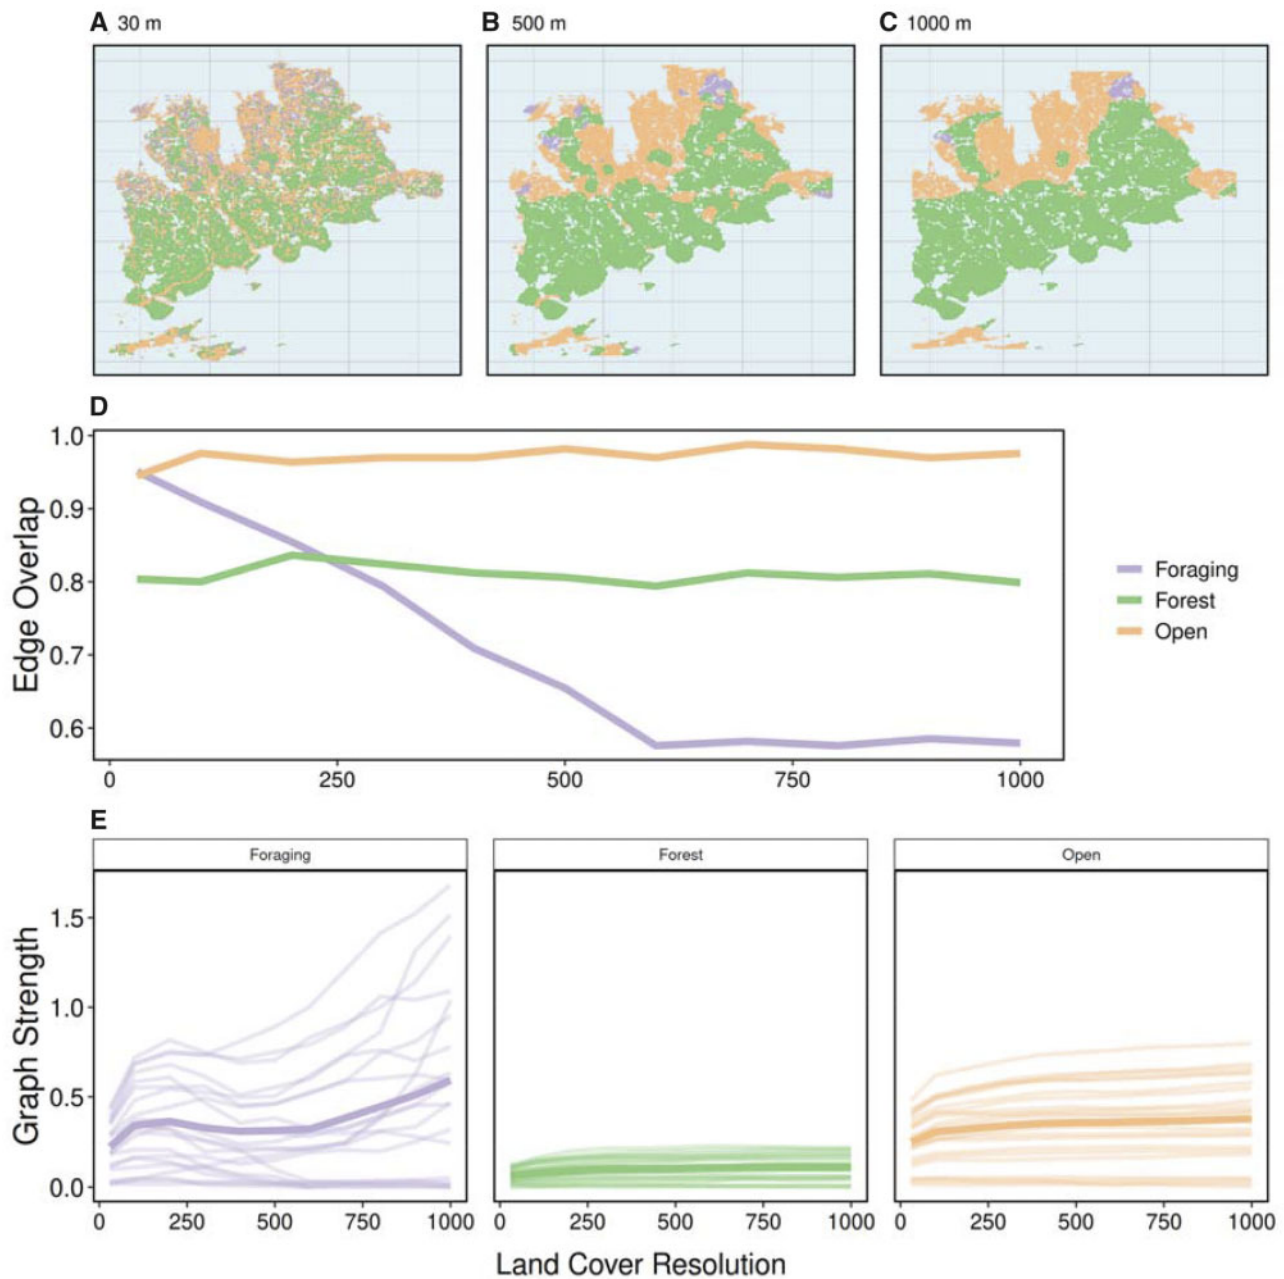 A 30 m
B 500 m
C 1000 m
D
1.0
0.9
0.8
0.7
0.6
Edge Overlap
0
250
500
750
1000
Foraging
Forest
Open
E
Foraging
Forest
Open
1.5
1.0
0.5
0.0
Graph Strength
0 250 500 750 1000
0 250 500 750 1000
0 250 500 750 1000
Land Cover Resolution